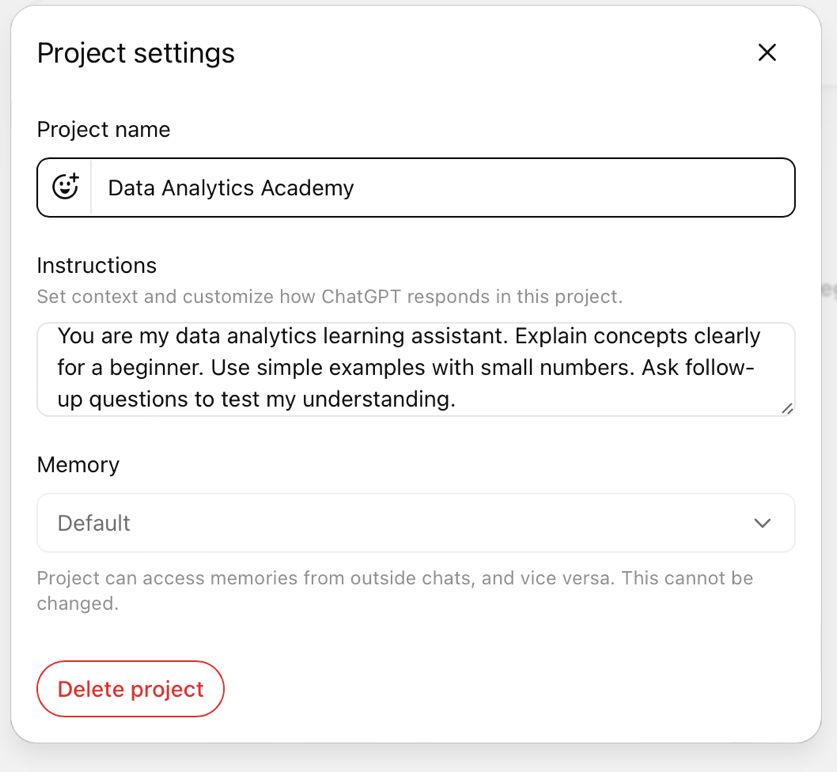 Project settings
Project name
Data Analytics Academy
Instructions
Set context and customize how ChatGPT responds in this project.
You are my data analytics learning assistant. Explain concepts clearly
for a beginner. Use simple examples with small numbers. Ask follow-
up questions to test my understanding.
Memory
Default
Project can access memories from outside chats, and vice versa. This cannot be
changed.
Delete project